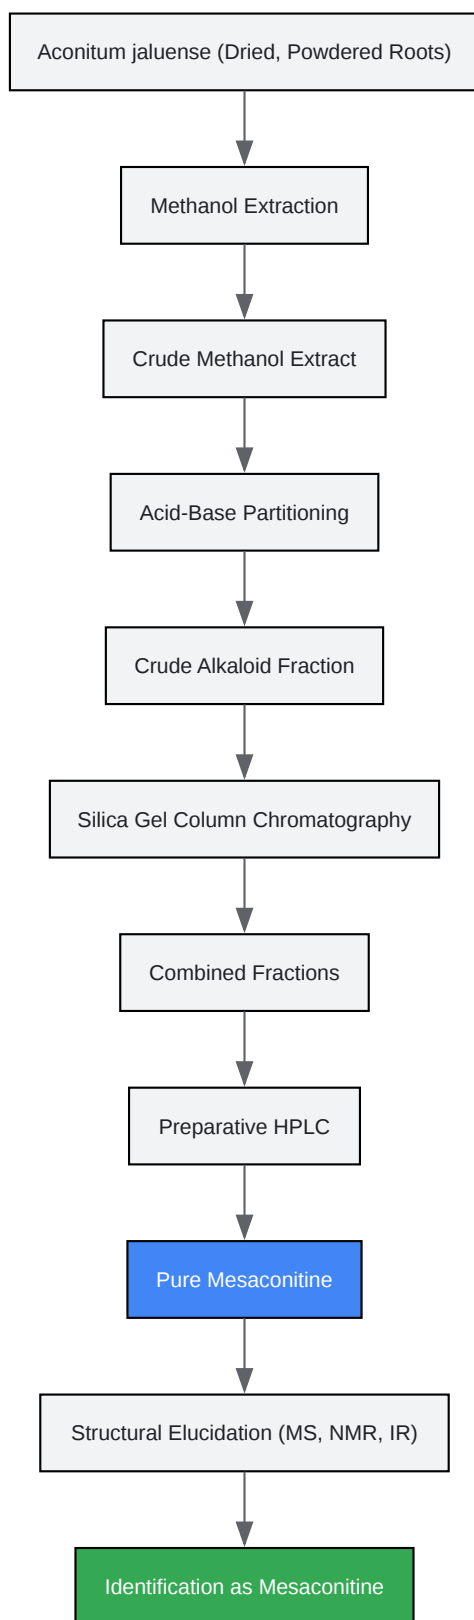 Aconitum jaluense (Dried, Powdered Roots)
Methanol Extraction
Crude Methanol Extract
Acid-Base Partitioning
Crude Alkaloid Fraction
Silica Gel Column Chromatography
Combined Fractions
Preparative HPLC
Pure Mesaconitine
Structural Elucidation (MS, NMR, IR)
Identification as Mesaconitine